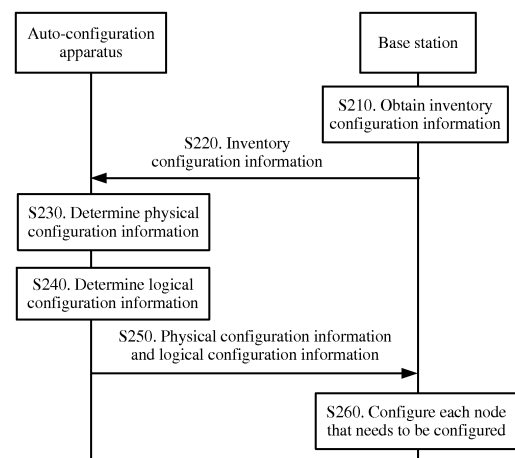 Auto-configuration
apparatus
Base station
S210. Obtain inventory
configuration information
S220. Inventory
configuration information
S230. Determine physical
configuration information
S240. Determine logical
configuration information
S250. Physical configuration information
and logical configuration information
S260. Configure each node
that needs to be configured